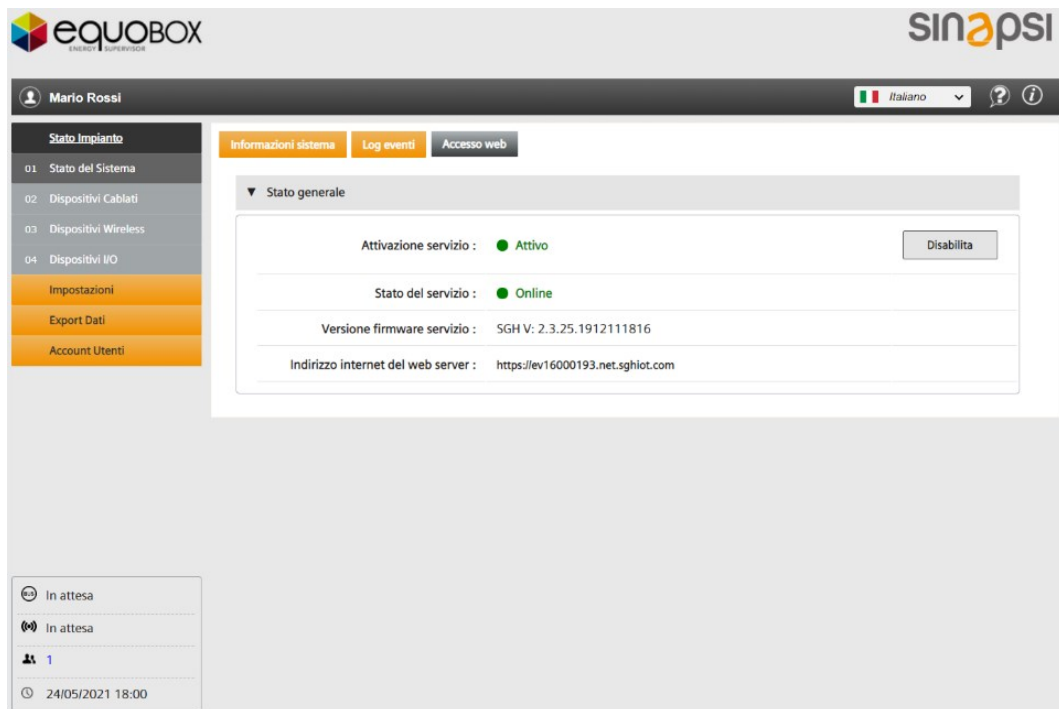 equoBOX
ENERGY SUPERVISOR
sinapsi
Mario Rossi
Italiano
Stato Impianto
01 Stato del Sistema
02 Dispositivi Cablati
03 Dispositivi Wireless
04 Dispositivi I/O
Impostazioni
Export Dati
Account Utenti
Informazioni sistema Log eventi Accesso web
▼ Stato generale
Attivazione servizio : Attivo Disabilita
Stato del servizio : Online
Versione firmware servizio : SGH V: 2.3.25.1912111816
Indirizzo internet del web server : https://ev16000193.net.sghiot.com
BUS In attesa
In attesa
1
24/05/2021 18:00